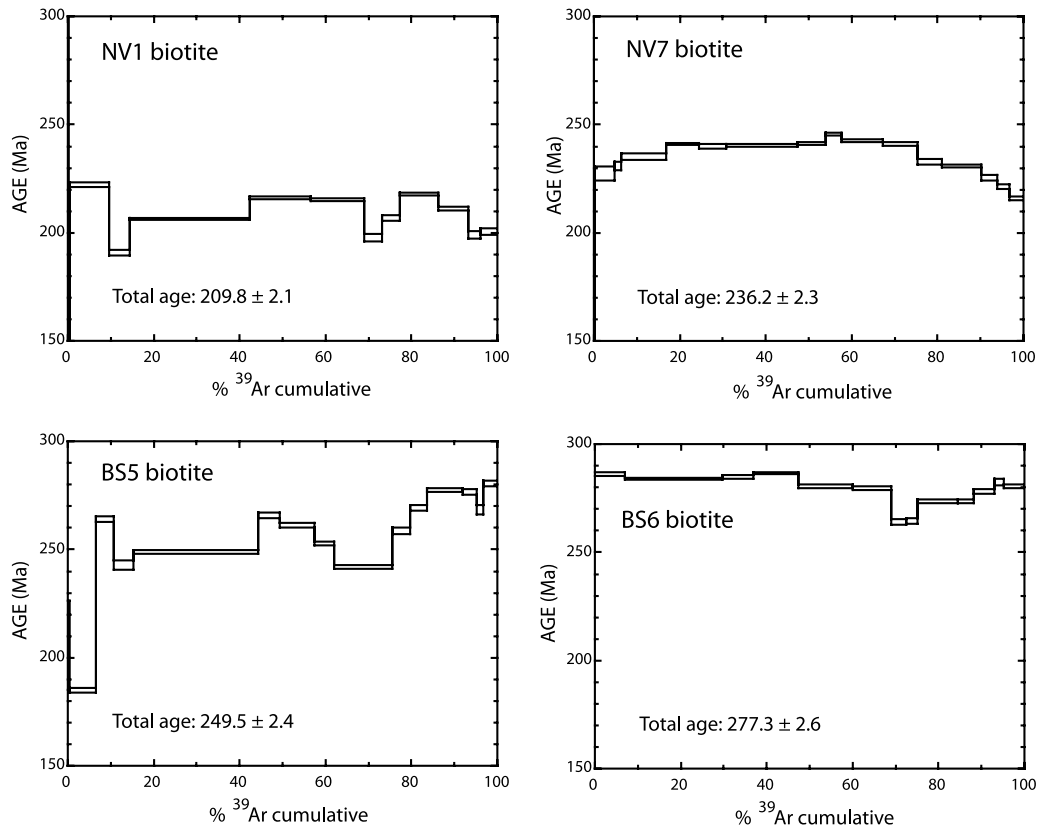 NV1 biotite
300
250
200
150
AGE (Ma)
Total age: 209.8 ± 2.1
0 20 40 60 80 100
% ³⁹Ar cumulative
NV7 biotite
300
250
200
150
AGE (Ma)
Total age: 236.2 ± 2.3
0 20 40 60 80 100
% ³⁹Ar cumulative
BS5 biotite
300
250
200
150
AGE (Ma)
Total age: 249.5 ± 2.4
0 20 40 60 80 100
% ³⁹Ar cumulative
BS6 biotite
300
250
200
150
AGE (Ma)
Total age: 277.3 ± 2.6
0 20 40 60 80 100
% ³⁹Ar cumulative